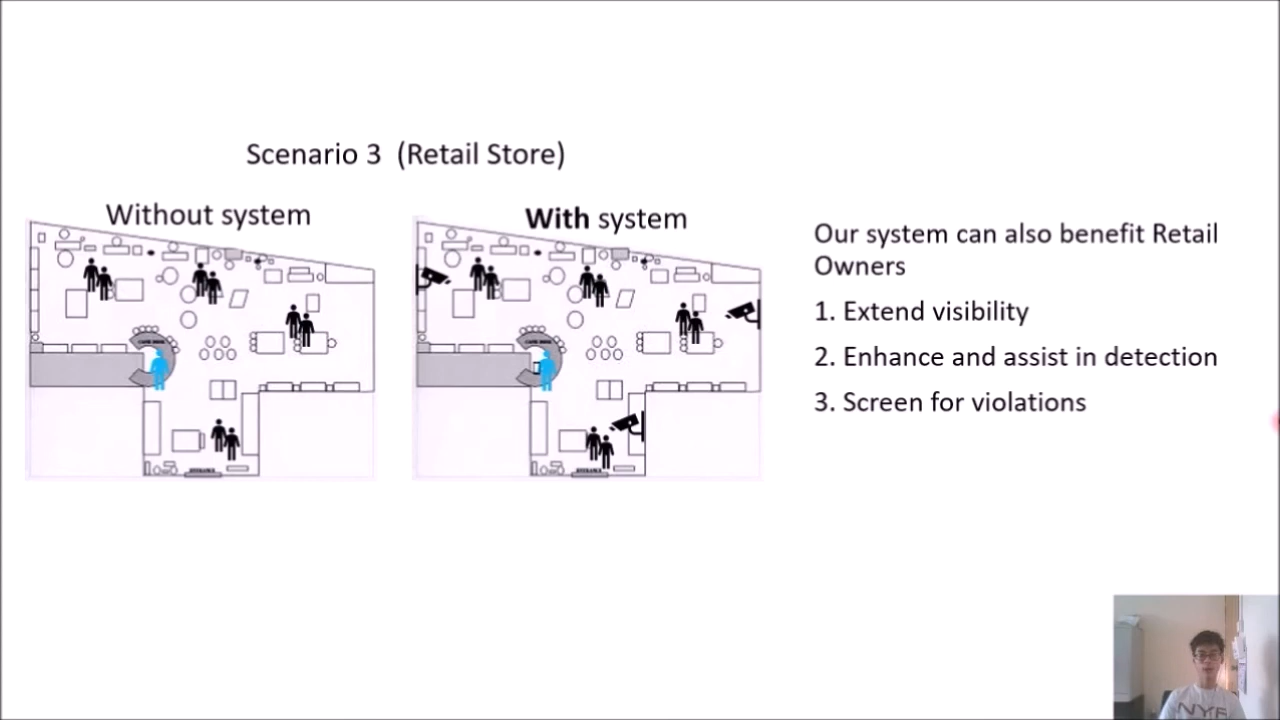 Scenario 3 (Retail Store)
Without system
With system
Our system can also benefit Retail
Owners
1. Extend visibility
2. Enhance and assist in detection
3. Screen for violations